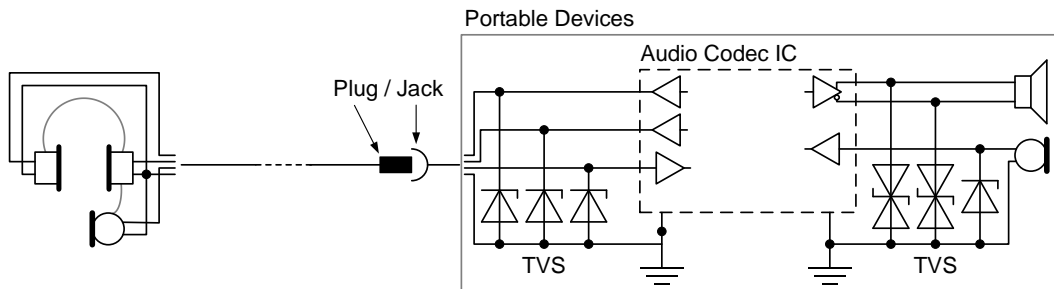 Portable Devices
Audio Codec IC
Plug / Jack
TVS
TVS